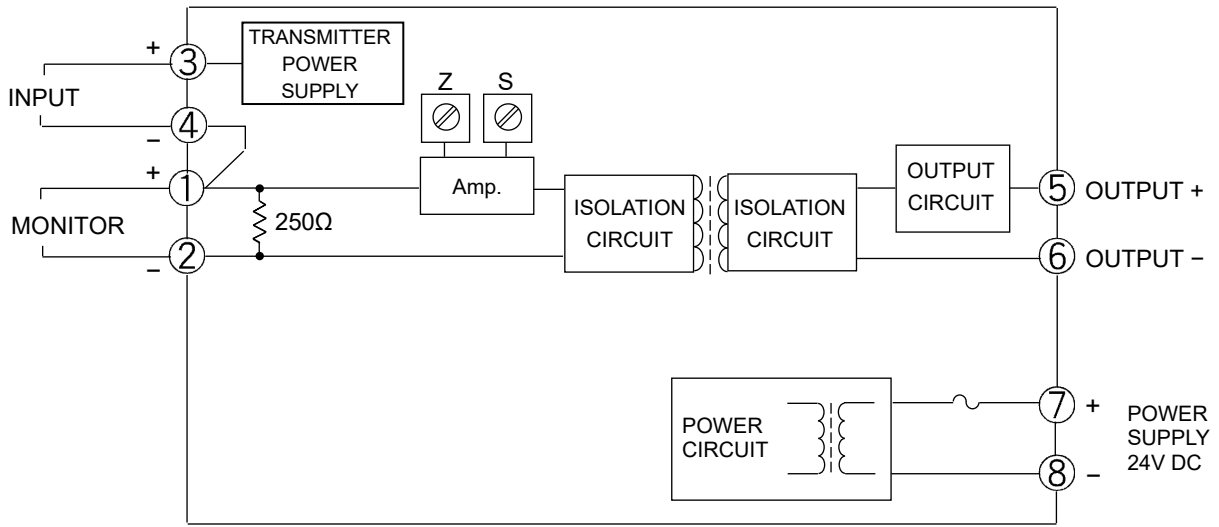 TRANSMITTER
POWER
SUPPLY
+
3
INPUT
4
−
Z
S
+
1
Amp.
MONITOR
250Ω
2
−
ISOLATION
CIRCUIT
ISOLATION
CIRCUIT
OUTPUT
CIRCUIT
5
OUTPUT +
6
OUTPUT −
POWER
CIRCUIT
7
+
8
−
POWER
SUPPLY
24V DC